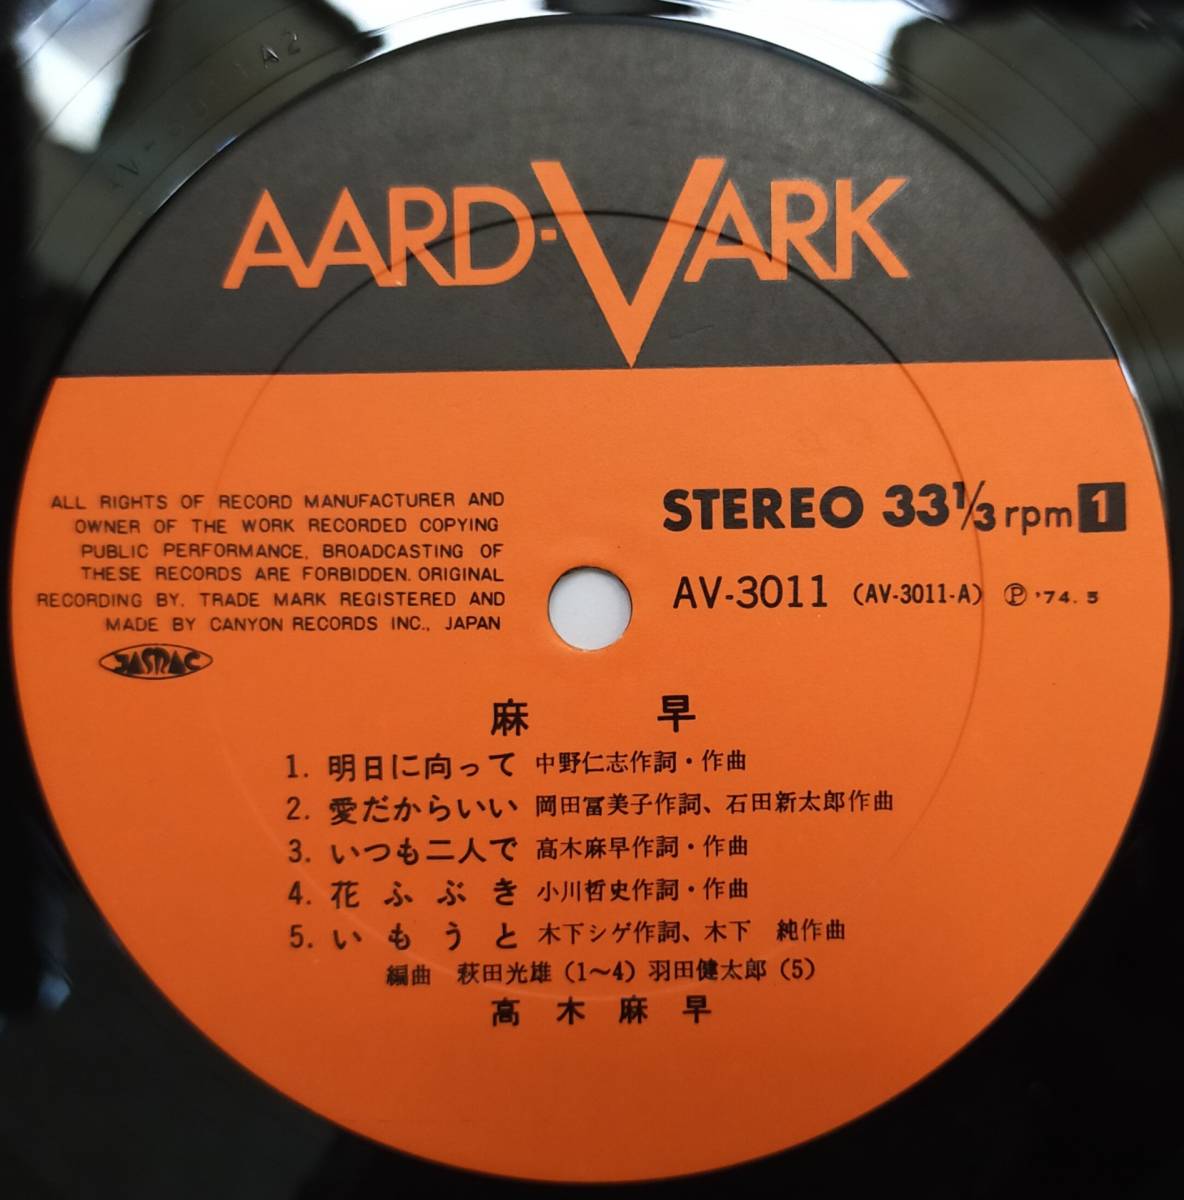 AARD-VARK
ALL RIGHTS OF RECORD MANUFACTURER AND
OWNER OF THE WORK RECORDED COPYING
PUBLIC PERFORMANCE, BROADCASTING OF
THESE RECORDS ARE FORBIDDEN. ORIGINAL
RECORDING BY. TRADE MARK REGISTERED AND
MADE BY CANYON RECORDS INC., JAPAN
JASRAC
STEREO 33⅓ rpm 1
AV-3011 (AV-3011-A) Ⓟ '74. 5
麻 早
1. 明日に向って 中野仁志作詞・作曲
2. 愛だからいい 岡田冨美子作詞、石田新太郎作曲
3. いつも二人で 高木麻早作詞・作曲
4. 花ふぶき 小川哲史作詞・作曲
5. いもうと 木下シゲ作詞、木下 純作曲
編曲 萩田光雄(1〜4) 羽田健太郎(5)
高木麻早
A2